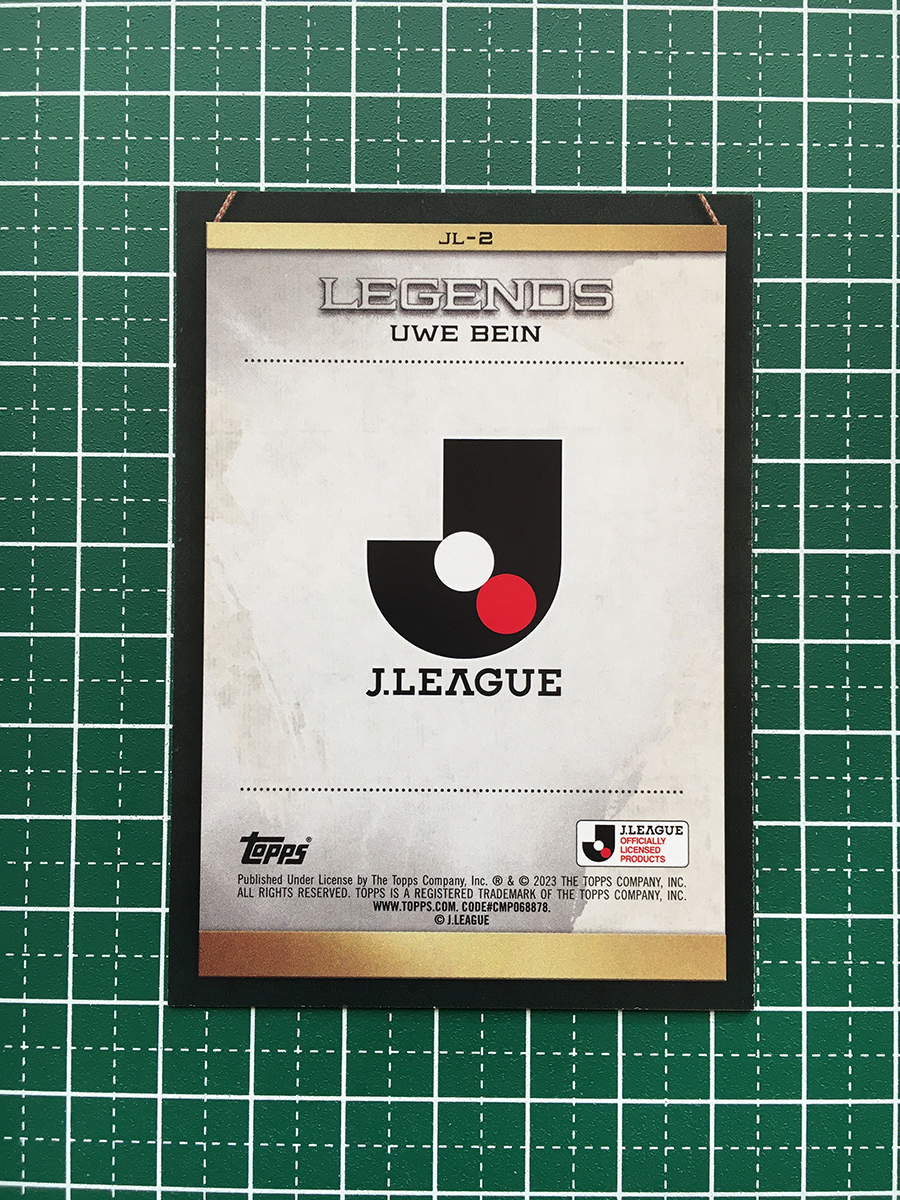 JL-2
LEGENDS
UWE BEIN
J.LEAGUE
Topps®
J.LEAGUE
OFFICIALLY
LICENSED
PRODUCTS
Published Under License by The Topps Company, Inc. ® & © 2023 THE TOPPS COMPANY, INC.
ALL RIGHTS RESERVED. TOPPS IS A REGISTERED TRADEMARK OF THE TOPPS COMPANY, INC.
WWW.TOPPS.COM. CODE#CMP068878.
© J.LEAGUE